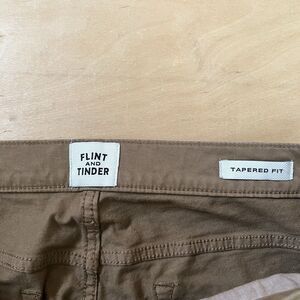 FLINT
AND
TINDER
TAPERED FIT